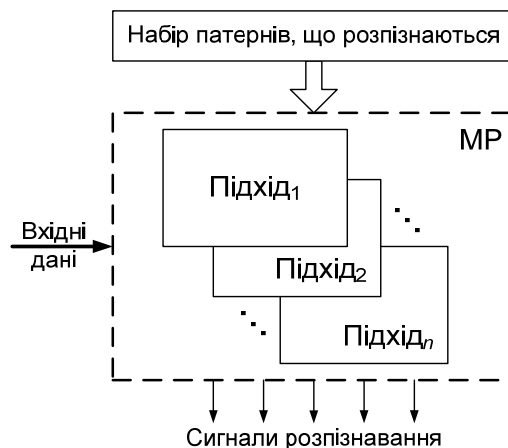 Набір патернів, що розпізнаються
МР
Підхід₁
Вхідні
дані
Підхід₂
Підхідₙ
Сигнали розпізнавання